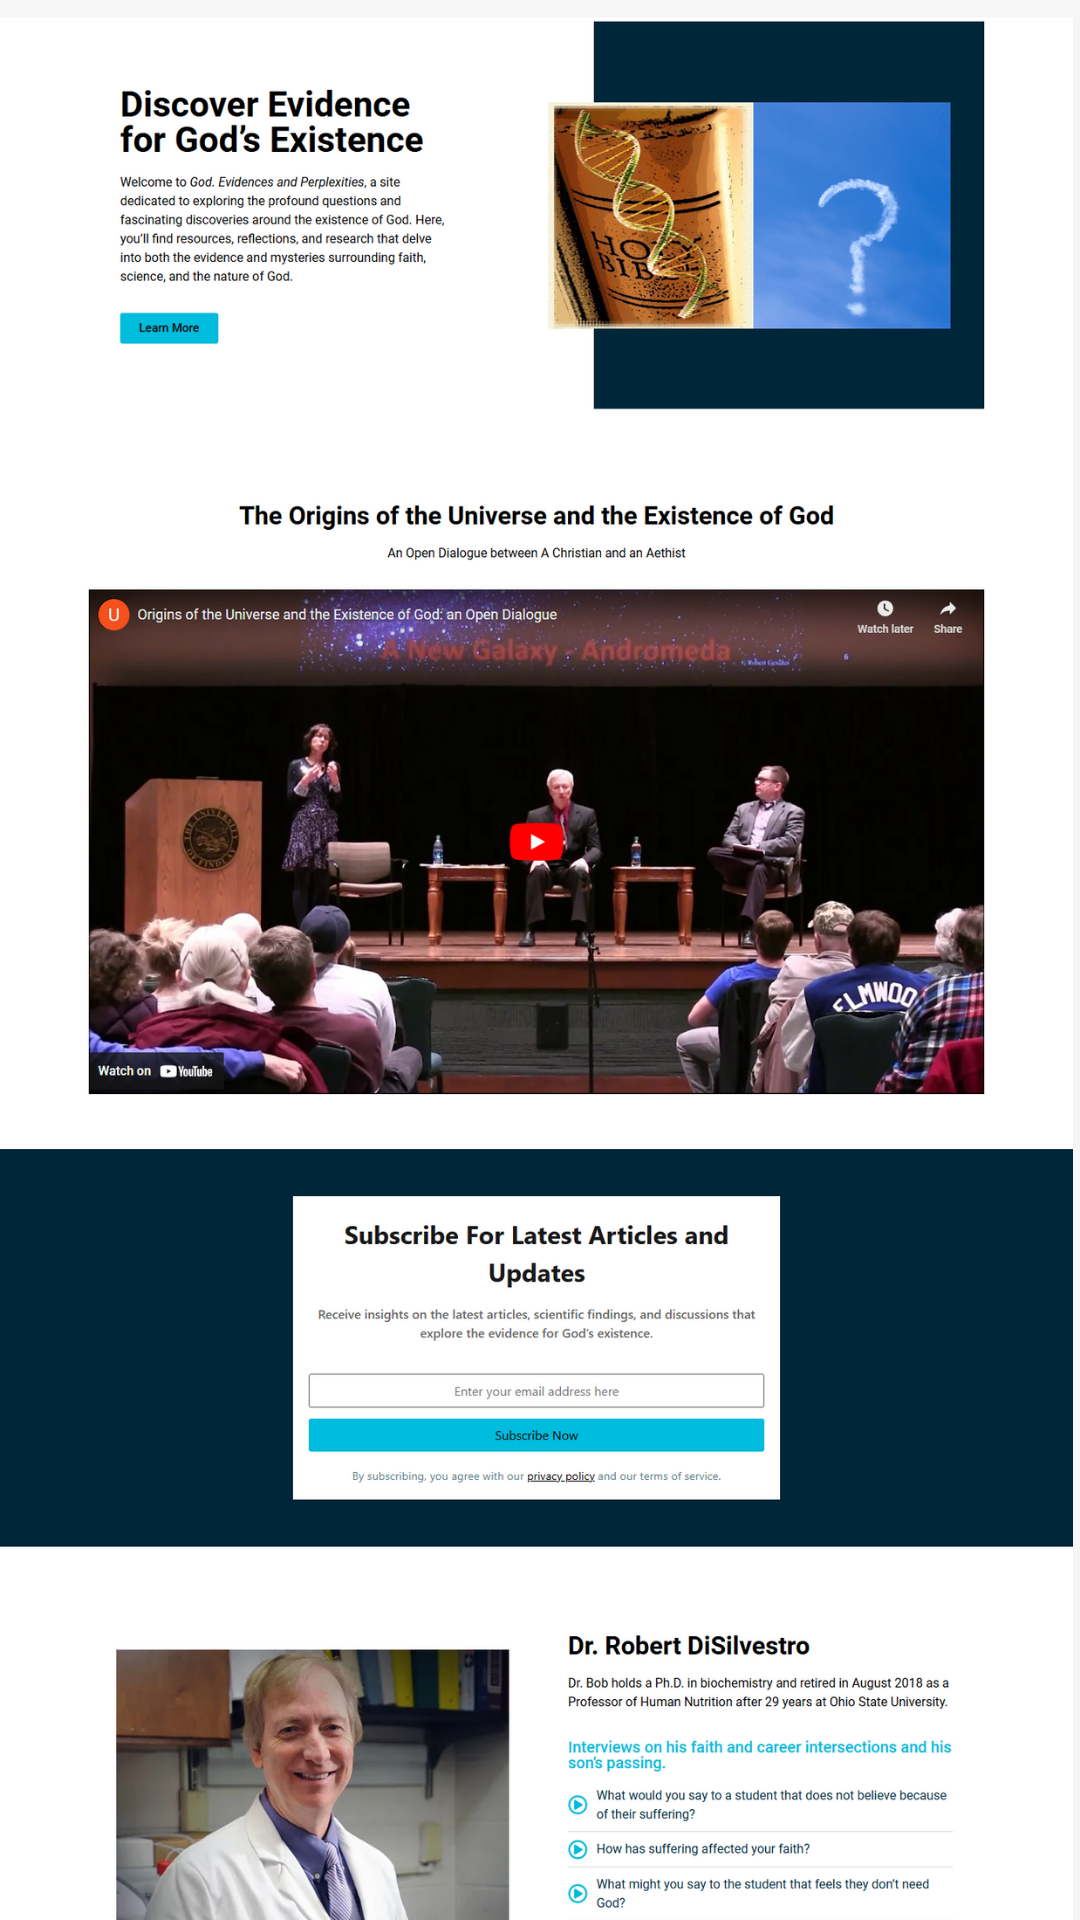 Discover Evidence
for God’s Existence
Welcome to God. Evidences and Perplexities, a site
dedicated to exploring the profound questions and
fascinating discoveries around the existence of God. Here,
you’ll find resources, reflections, and research that delve
into both the evidence and mysteries surrounding faith,
science, and the nature of God.
Learn More
HOLY
BIBLE
The Origins of the Universe and the Existence of God
An Open Dialogue between A Christian and an Aethist
U
Origins of the Universe and the Existence of God: an Open Dialogue
Watch later
Share
A New Galaxy - Andromeda
© Robert Gendler
6
THE UNIVERSITY
OF FINDLAY
ELMWOO
Watch on YouTube
Subscribe For Latest Articles and
Updates
Receive insights on the latest articles, scientific findings, and discussions that
explore the evidence for God’s existence.
Enter your email address here
Subscribe Now
By subscribing, you agree with our privacy policy and our terms of service.
Dr. Robert DiSilvestro
Dr. Bob holds a Ph.D. in biochemistry and retired in August 2018 as a
Professor of Human Nutrition after 29 years at Ohio State University.
Interviews on his faith and career intersections and his
son’s passing.
What would you say to a student that does not believe because
of their suffering?
How has suffering affected your faith?
What might you say to the student that feels they don’t need
God?